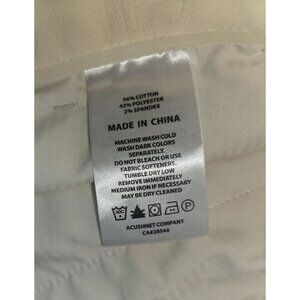 56% COTTON
42% POLYESTER
2% SPANDEX
MADE IN CHINA
MACHINE WASH COLD
WASH DARK COLORS
SEPARATELY.
DO NOT BLEACH OR USE
FABRIC SOFTENERS.
TUMBLE DRY LOW
REMOVE IMMEDIATELY
MEDIUM IRON IF NECESSARY
MAY BE DRY CLEANED
ACUSHNET COMPANY
CA#28544